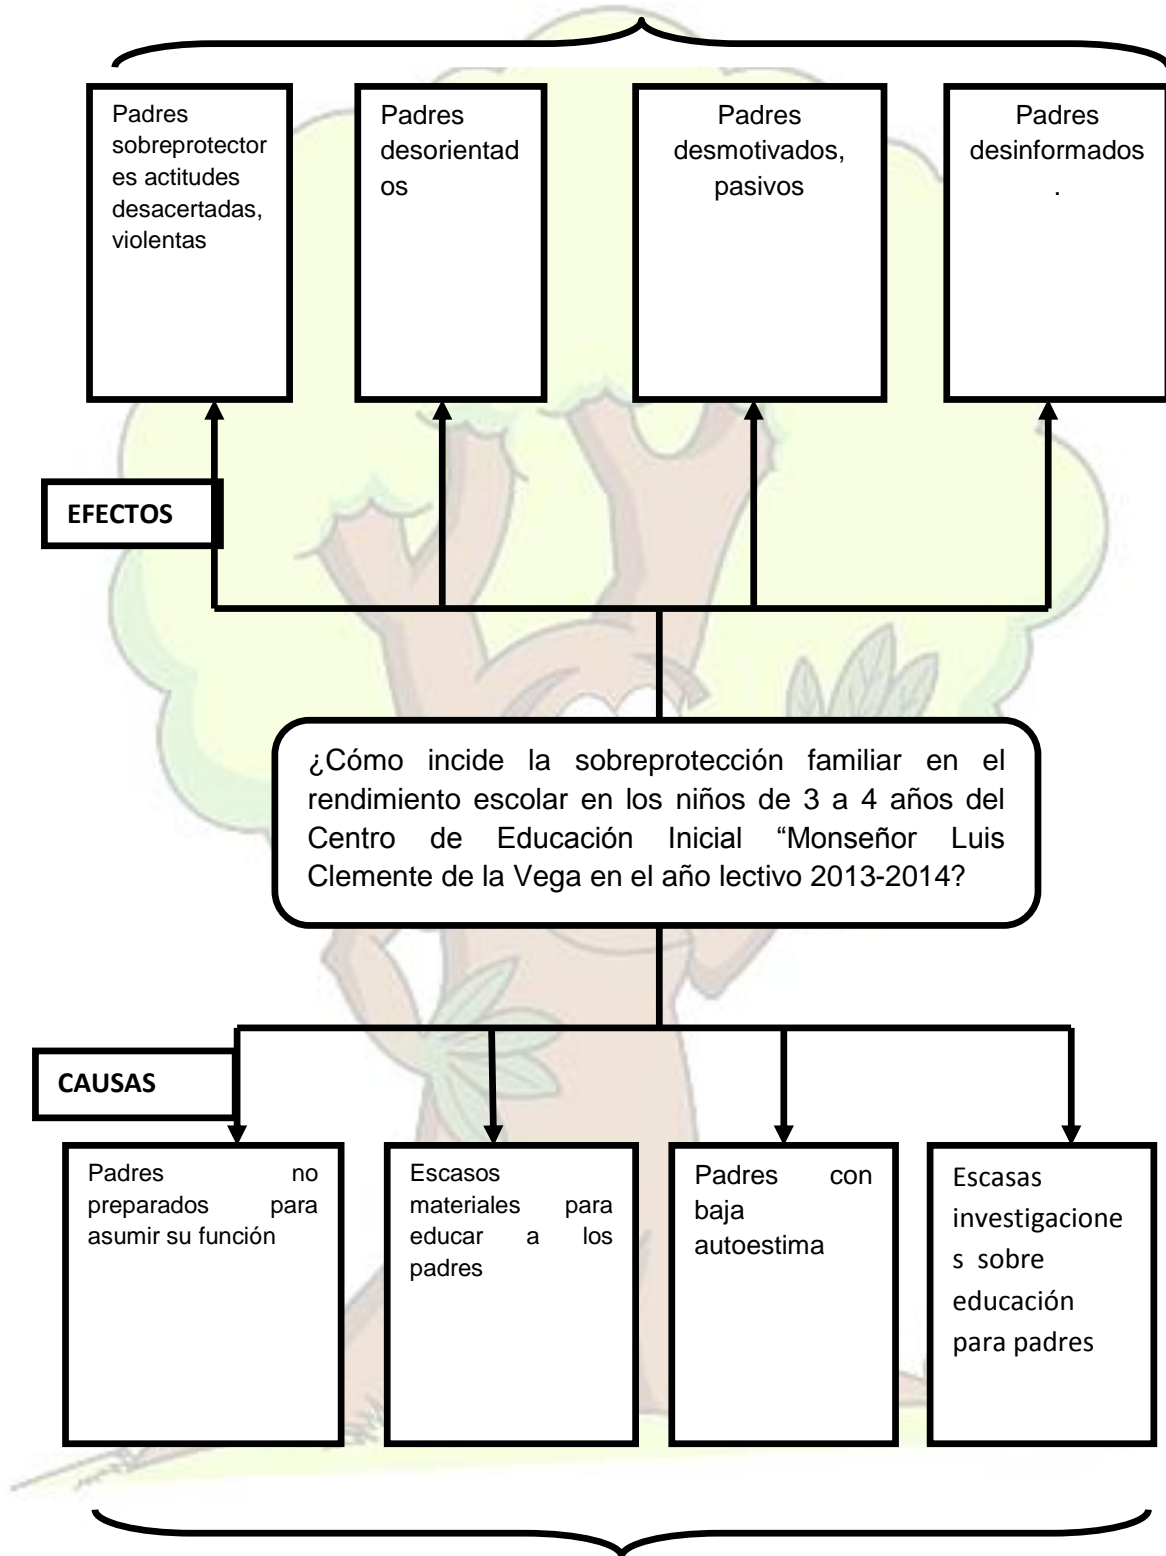 Padres
sobreprotector
es actitudes
desacertadas,
violentas
Padres
desorientad
os
Padres
desmotivados,
pasivos
Padres
desinformados
.
EFECTOS
¿Cómo incide la sobreprotección familiar en el
rendimiento escolar en los niños de 3 a 4 años del
Centro de Educación Inicial “Monseñor Luis
Clemente de la Vega en el año lectivo 2013-2014?
CAUSAS
Padres no
preparados para
asumir su función
Escasos
materiales para
educar a los
padres
Padres con
baja
autoestima
Escasas
investigacione
s sobre
educación
para padres